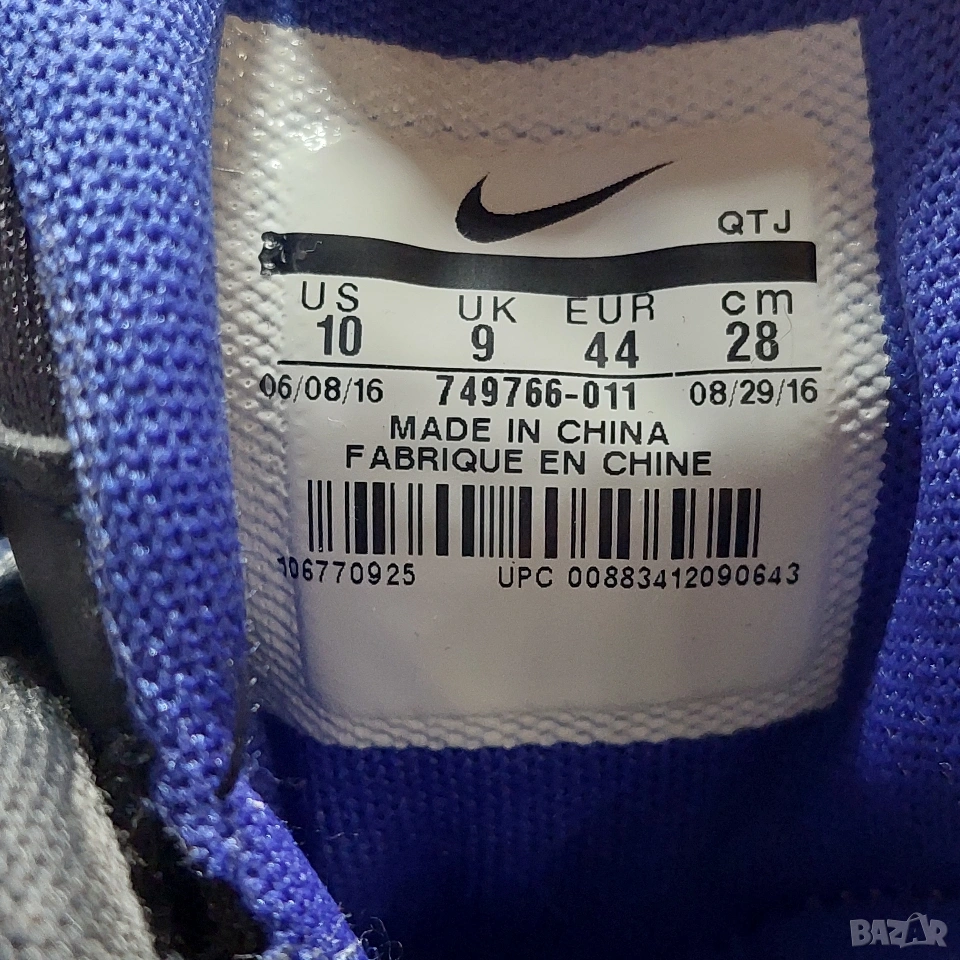 QTJ
US UK EUR cm
10 9 44 28
06/08/16 749766-011 08/29/16
MADE IN CHINA
FABRIQUE EN CHINE
UPC 00883412090643
BAZAR